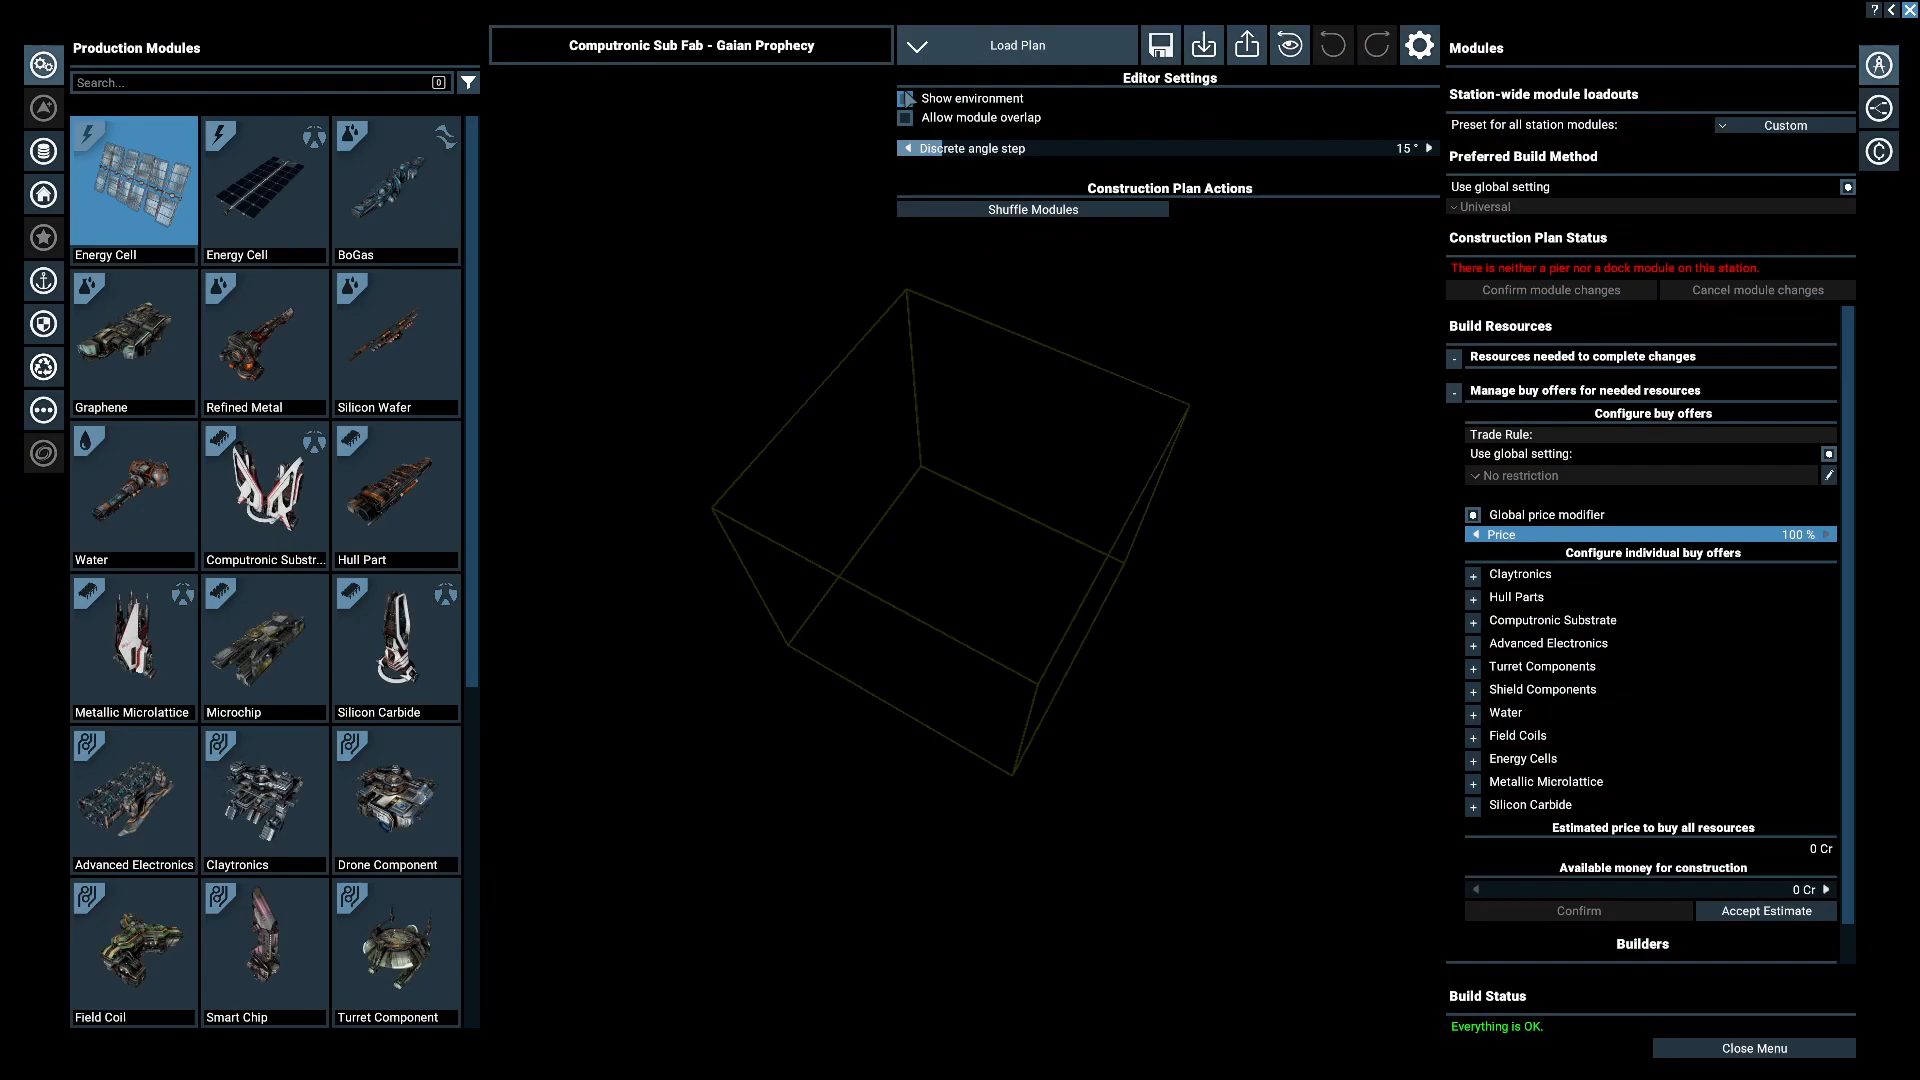 Production Modules
Search...
0
Energy Cell
Energy Cell
BoGas
Graphene
Refined Metal
Silicon Wafer
Water
Computronic Substr...
Hull Part
Metallic Microlattice
Microchip
Silicon Carbide
Advanced Electronics
Claytronics
Drone Component
Field Coil
Smart Chip
Turret Component
Computronic Sub Fab - Gaian Prophecy
Load Plan
Editor Settings
Show environment
Allow module overlap
Discrete angle step
15 °
Construction Plan Actions
Shuffle Modules
?
Modules
Station-wide module loadouts
Preset for all station modules:
Custom
Preferred Build Method
Use global setting
Universal
Construction Plan Status
There is neither a pier nor a dock module on this station.
Confirm module changes
Cancel module changes
Build Resources
- Resources needed to complete changes
- Manage buy offers for needed resources
Configure buy offers
Trade Rule:
Use global setting:
No restriction
Global price modifier
Price
100 %
Configure individual buy offers
+ Claytronics
+ Hull Parts
+ Computronic Substrate
+ Advanced Electronics
+ Turret Components
+ Shield Components
+ Water
+ Field Coils
+ Energy Cells
+ Metallic Microlattice
+ Silicon Carbide
Estimated price to buy all resources
0 Cr
Available money for construction
0 Cr
Confirm
Accept Estimate
Builders
Build Status
Everything is OK.
Close Menu